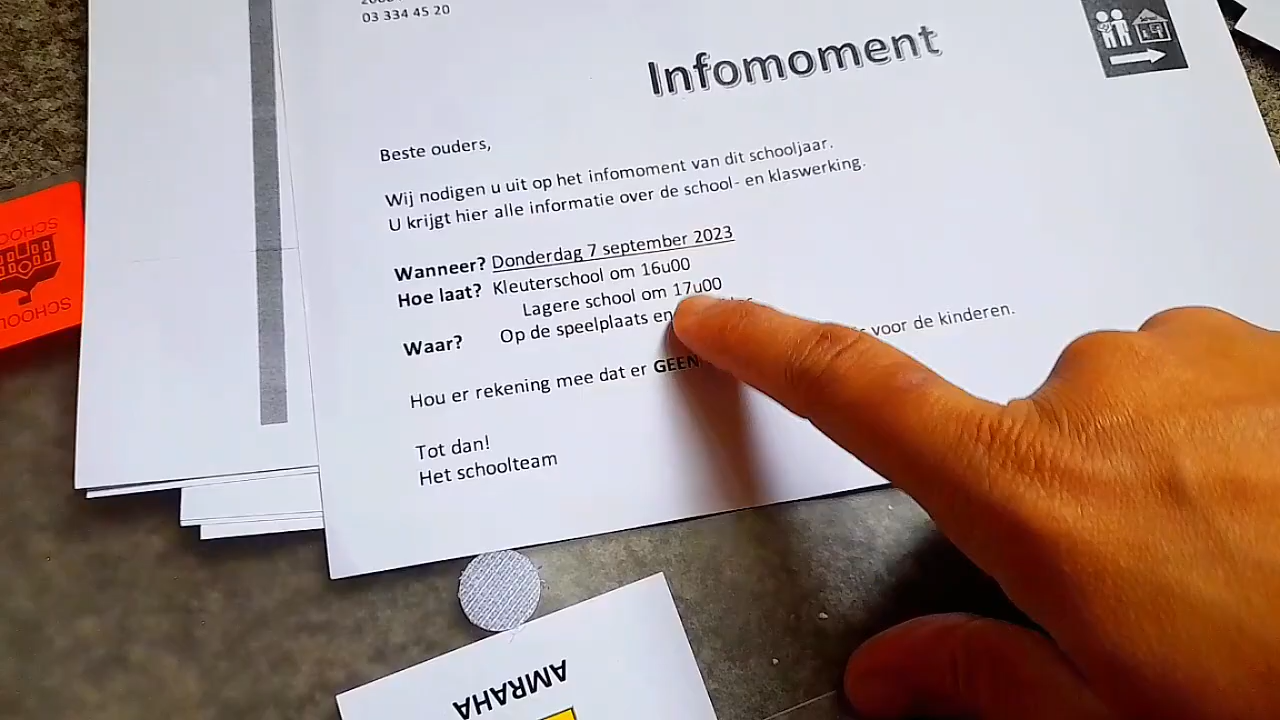 03 334 45 20
Infomoment
Beste ouders,
Wij nodigen u uit op het infomoment van dit schooljaar.
U krijgt hier alle informatie over de school- en klaswerking.
Wanneer? Donderdag 7 september 2023
Hoe laat? Kleuterschool om 16u00
Lagere school om 17u00
Waar? Op de speelplaats en
Hou er rekening mee dat er GEEN voor de kinderen.
Tot dan!
Het schoolteam
SCHOOL
AMRAHA